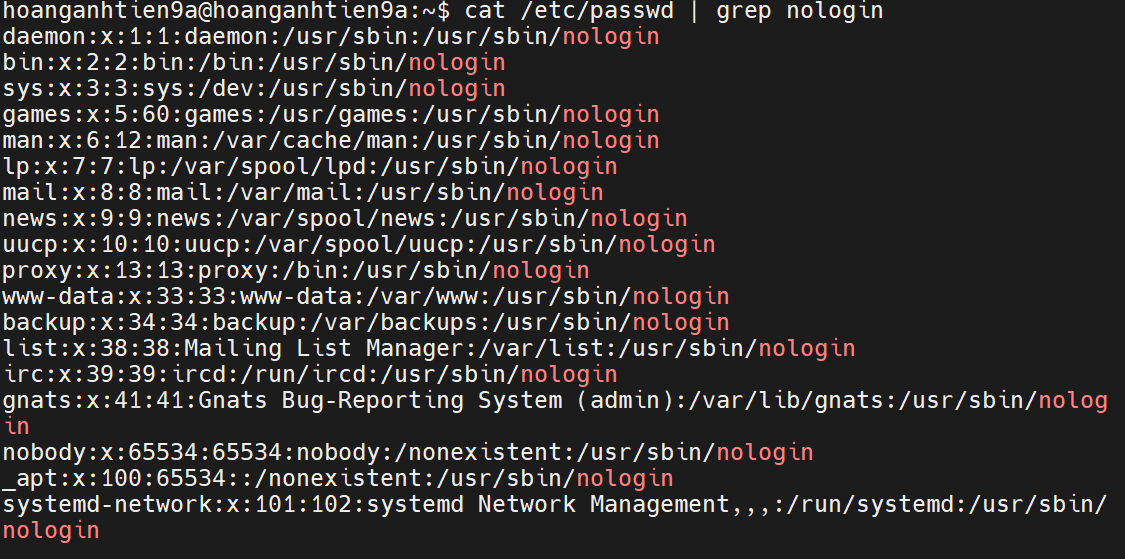 hoanganhtien9a@hoanganhtien9a:~$ cat /etc/passwd | grep nologin
daemon:x:1:1:daemon:/usr/sbin:/usr/sbin/nologin
bin:x:2:2:bin:/bin:/usr/sbin/nologin
sys:x:3:3:sys:/dev:/usr/sbin/nologin
games:x:5:60:games:/usr/games:/usr/sbin/nologin
man:x:6:12:man:/var/cache/man:/usr/sbin/nologin
lp:x:7:7:lp:/var/spool/lpd:/usr/sbin/nologin
mail:x:8:8:mail:/var/mail:/usr/sbin/nologin
news:x:9:9:news:/var/spool/news:/usr/sbin/nologin
uucp:x:10:10:uucp:/var/spool/uucp:/usr/sbin/nologin
proxy:x:13:13:proxy:/bin:/usr/sbin/nologin
www-data:x:33:33:www-data:/var/www:/usr/sbin/nologin
backup:x:34:34:backup:/var/backups:/usr/sbin/nologin
list:x:38:38:Mailing List Manager:/var/list:/usr/sbin/nologin
irc:x:39:39:ircd:/run/ircd:/usr/sbin/nologin
gnats:x:41:41:Gnats Bug-Reporting System (admin):/var/lib/gnats:/usr/sbin/nolog
in
nobody:x:65534:65534:nobody:/nonexistent:/usr/sbin/nologin
_apt:x:100:65534::/nonexistent:/usr/sbin/nologin
systemd-network:x:101:102:systemd Network Management,,,:/run/systemd:/usr/sbin/
nologin